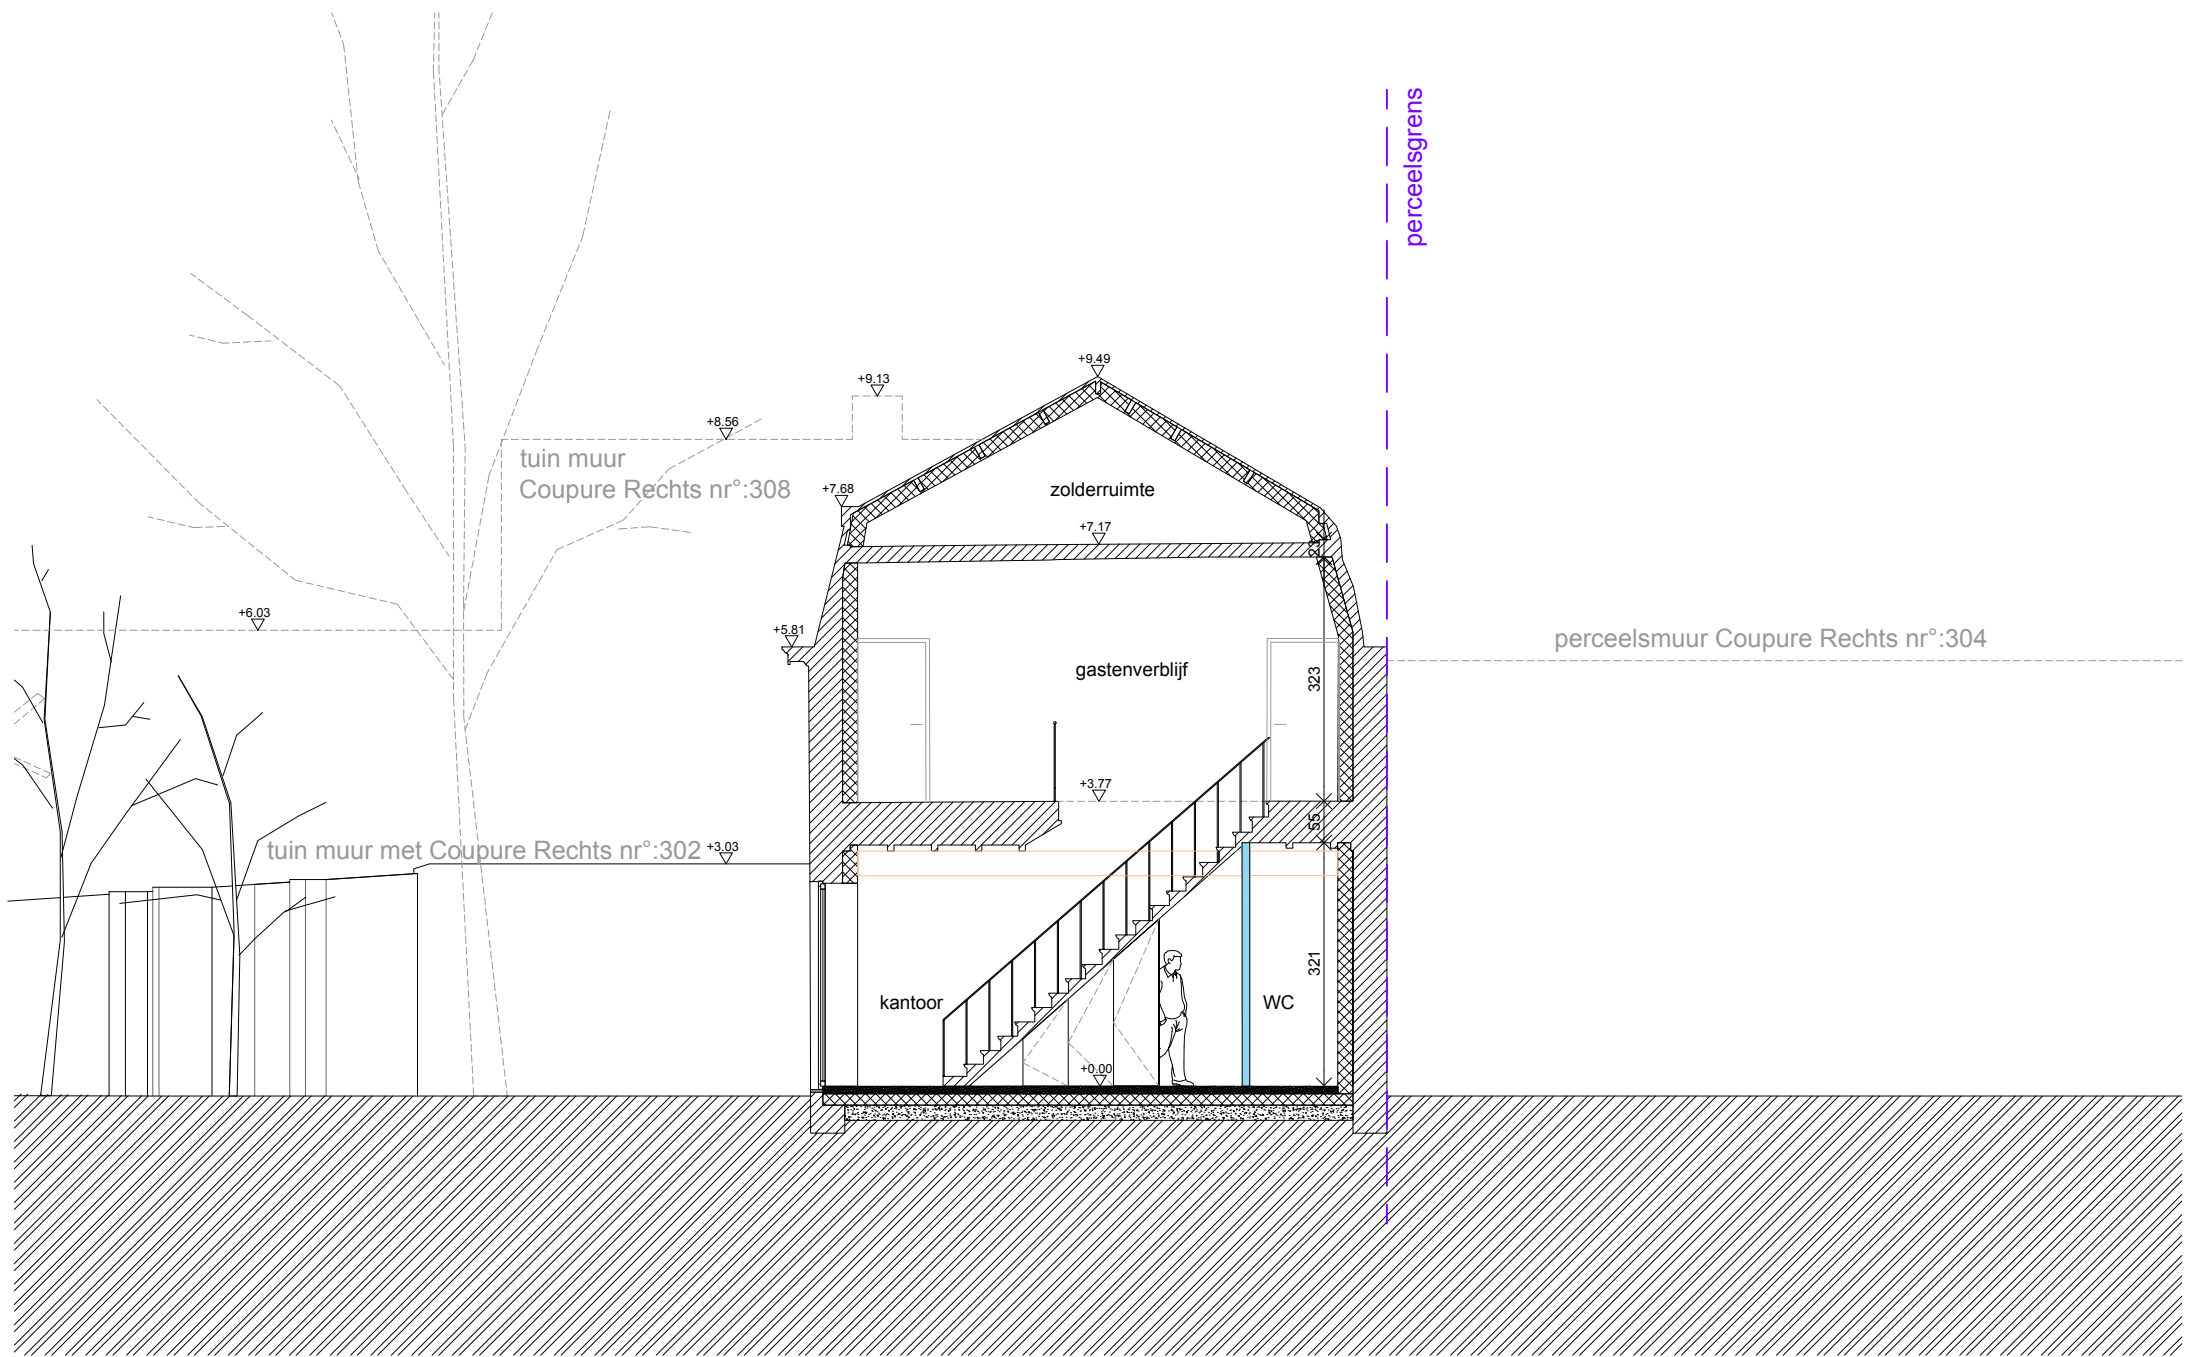 perceelsgrens
+9.49
+9.13
+8.56
tuin muur
Coupure Rechts nr°:308
+7.68
zolderruimte
+7.17
23
+6.03
+5.81
perceelsmuur Coupure Rechts nr°:304
gastenverblijf
323
+3.77
55
tuin muur met Coupure Rechts nr°:302
+3.03
321
kantoor
WC
+0.00